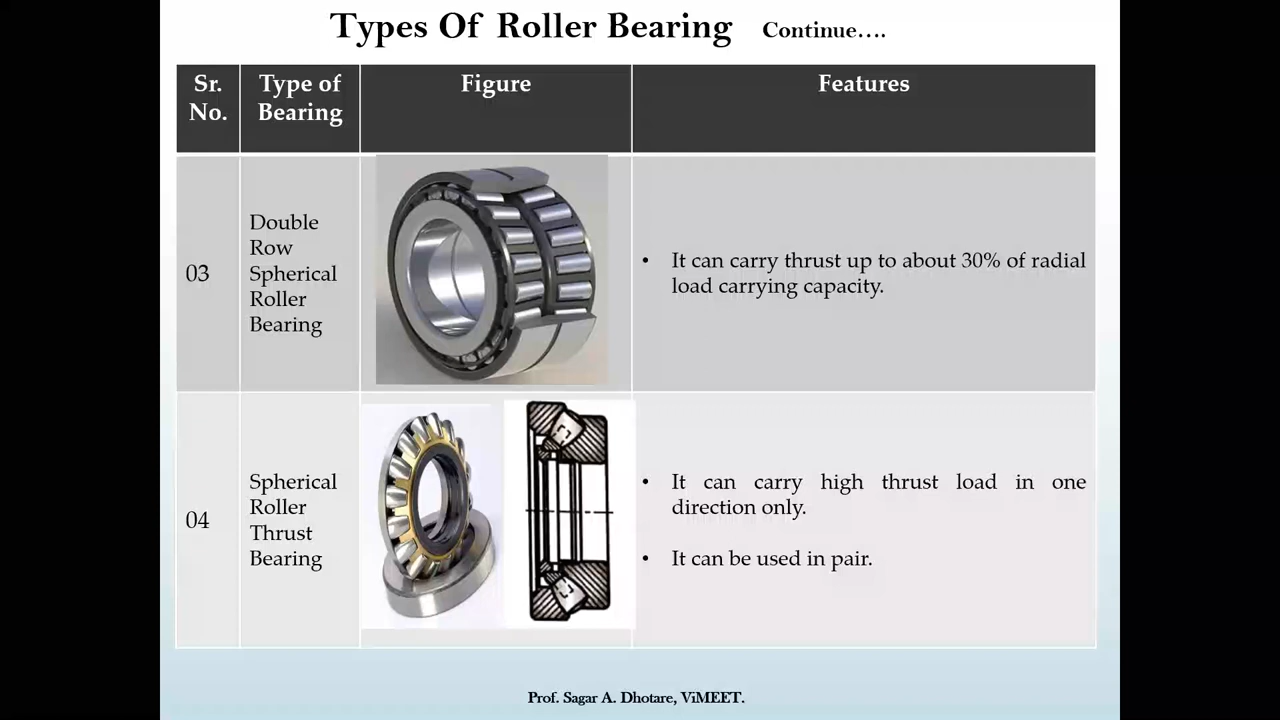 Types Of Roller Bearing Continue....
Sr. No.
Type of Bearing
Figure
Features
03
Double
Row
Spherical
Roller
Bearing
• It can carry thrust up to about 30% of radial
load carrying capacity.
04
Spherical
Roller
Thrust
Bearing
• It can carry high thrust load in one
direction only.
• It can be used in pair.
Prof. Sagar A. Dhotare, ViMEET.